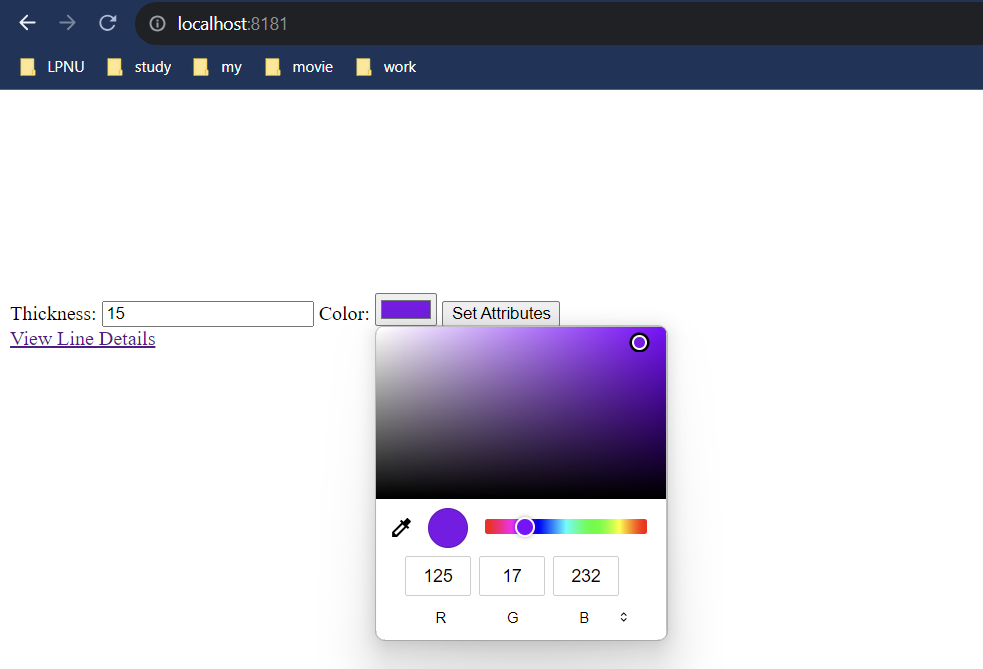 localhost:8181
LPNU study my movie work
Thickness: 15 Color: Set Attributes
View Line Details
125 17 232
R G B